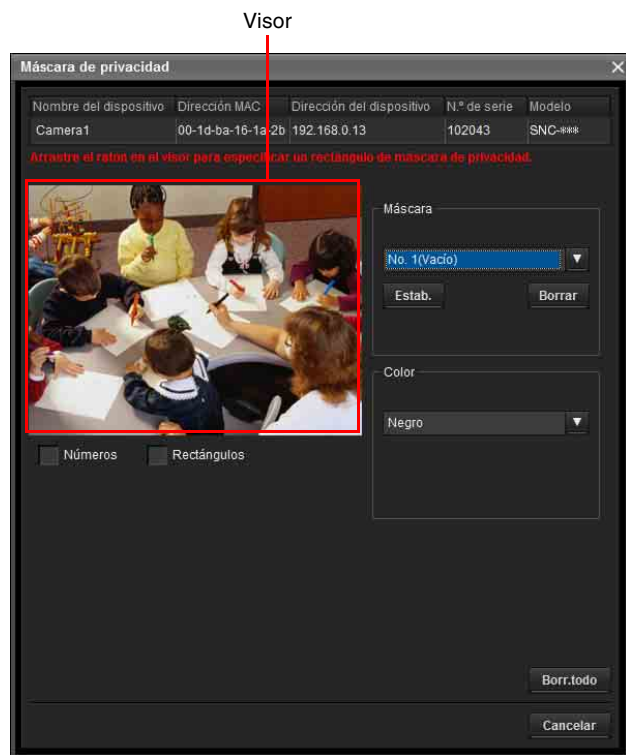 Visor
Máscara de privacidad
Nombre del dispositivo Dirección MAC Dirección del dispositivo N.º de serie Modelo
Camera1 00-1d-ba-16-1a-2b 192.168.0.13 102043 SNC-***
Arrastre el ratón en el visor para especificar un rectángulo de máscara de privacidad.
Máscara
No. 1(Vacío)
Estab. Borrar
Color
Negro
Números Rectángulos
Borr.todo
Cancelar